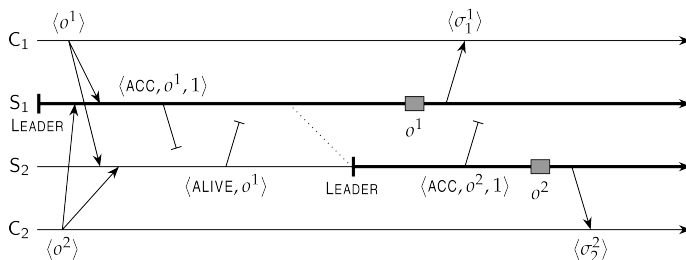 ⟨o¹⟩ ⟨σ₁¹⟩
C₁
⟨ACC, o¹, 1⟩
S₁
LEADER o¹
S₂
⟨ALIVE, o¹⟩ LEADER ⟨ACC, o², 1⟩ o²
C₂
⟨o²⟩ ⟨σ₂²⟩